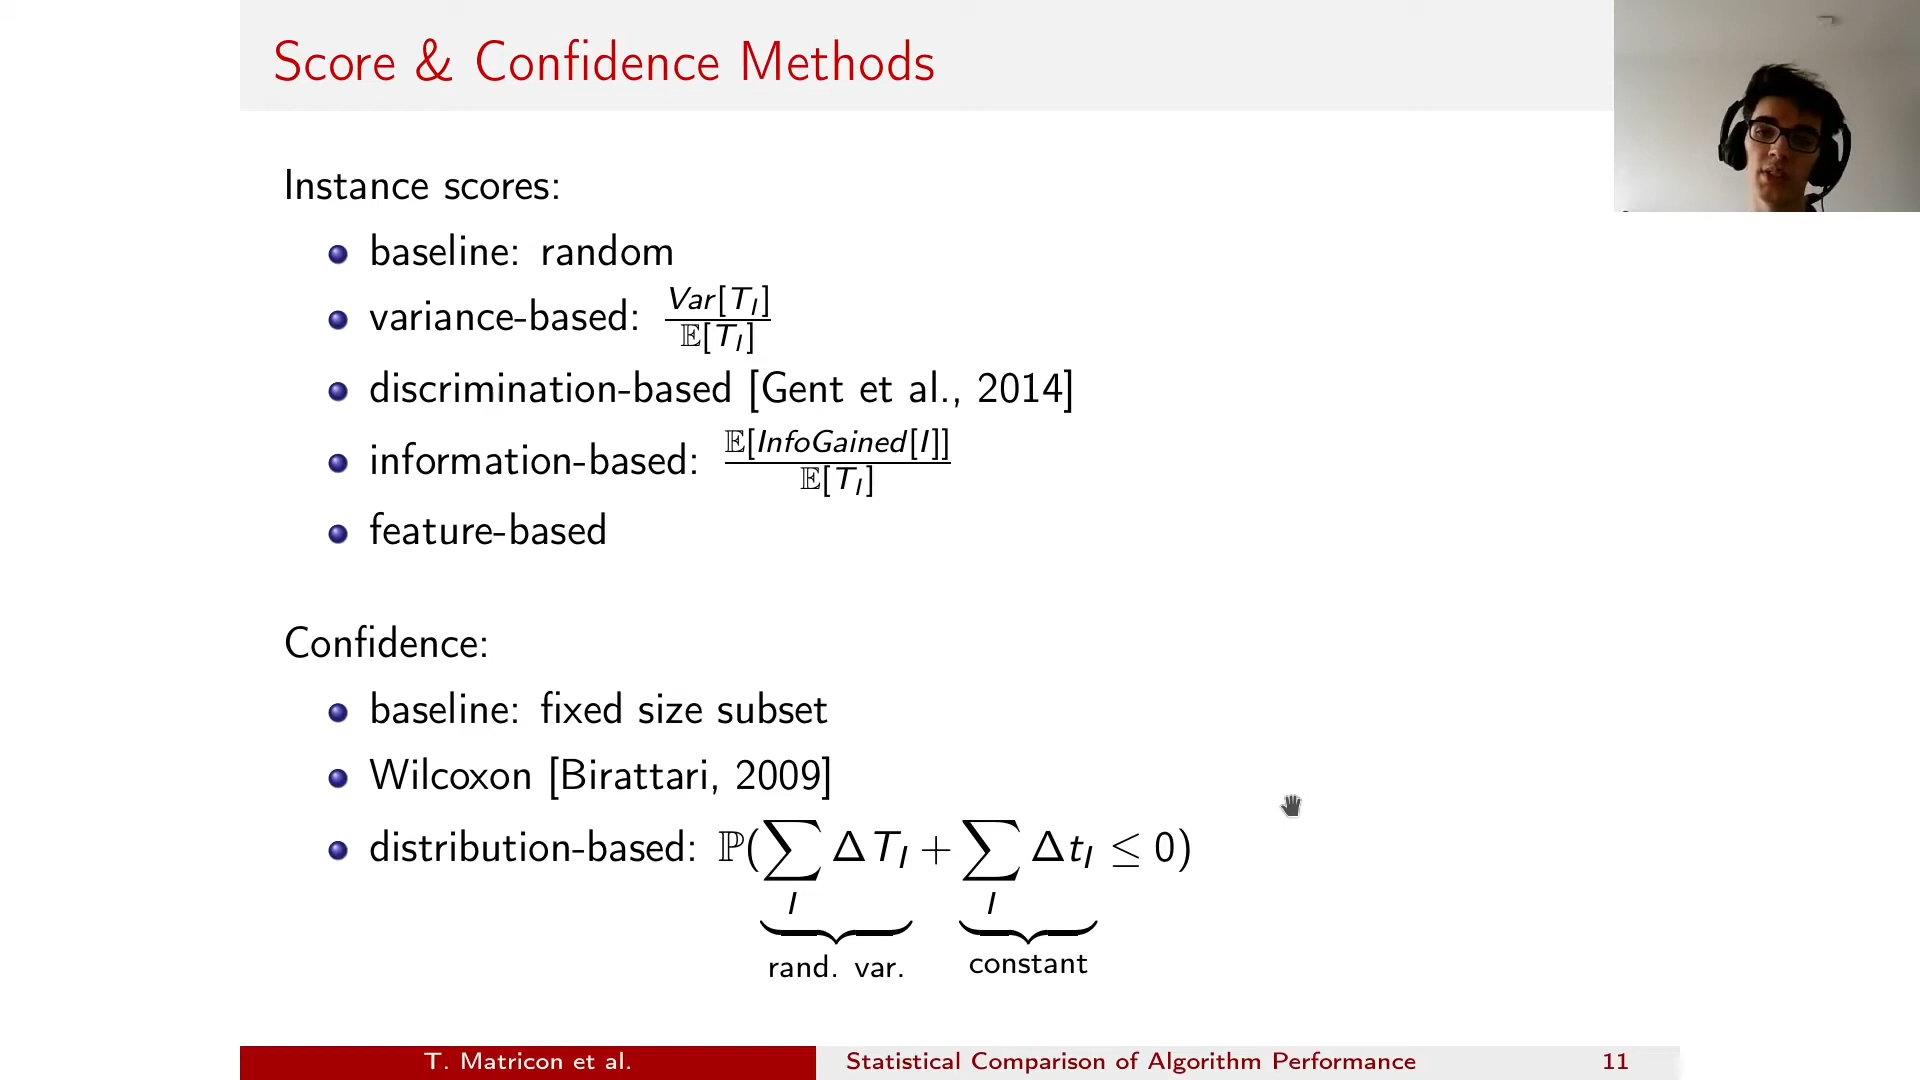 Score & Confidence Methods
Instance scores:
baseline: random
variance-based: Var[T_I] / 𝔼[T_I]
discrimination-based [Gent et al., 2014]
information-based: 𝔼[InfoGained[I]] / 𝔼[T_I]
feature-based
Confidence:
baseline: fixed size subset
Wilcoxon [Birattari, 2009]
distribution-based: ℙ(∑_I ΔT_I + ∑_I Δt_I ≤ 0)
rand. var. constant
T. Matricon et al. Statistical Comparison of Algorithm Performance 11